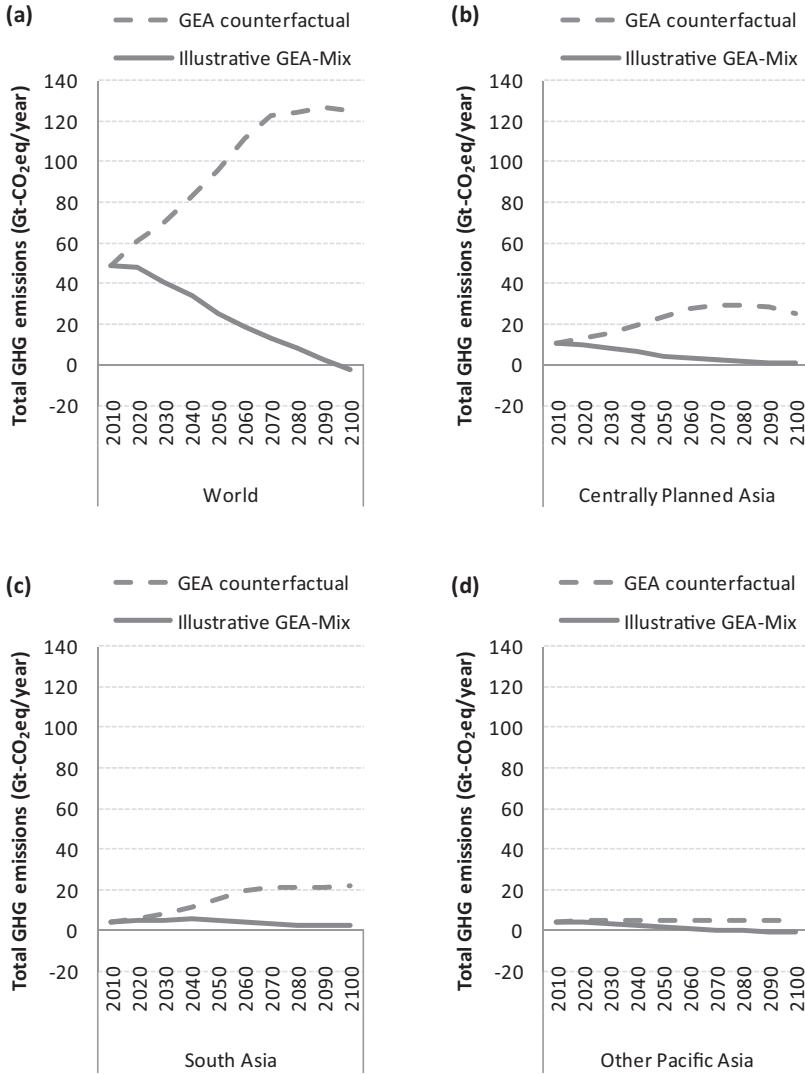 (a)
GEA counterfactual
Illustrative GEA-Mix
Total GHG emissions (Gt-CO₂eq/year)
140
120
100
80
60
40
20
0
-20
2010 2020 2030 2040 2050 2060 2070 2080 2090 2100
World
(b)
GEA counterfactual
Illustrative GEA-Mix
Total GHG emissions (Gt-CO₂eq/year)
140
120
100
80
60
40
20
0
-20
2010 2020 2030 2040 2050 2060 2070 2080 2090 2100
Centrally Planned Asia
(c)
GEA counterfactual
Illustrative GEA-Mix
Total GHG emissions (Gt-CO₂eq/year)
140
120
100
80
60
40
20
0
-20
2010 2020 2030 2040 2050 2060 2070 2080 2090 2100
South Asia
(d)
GEA counterfactual
Illustrative GEA-Mix
Total GHG emissions (Gt-CO₂eq/year)
140
120
100
80
60
40
20
0
-20
2010 2020 2030 2040 2050 2060 2070 2080 2090 2100
Other Pacific Asia